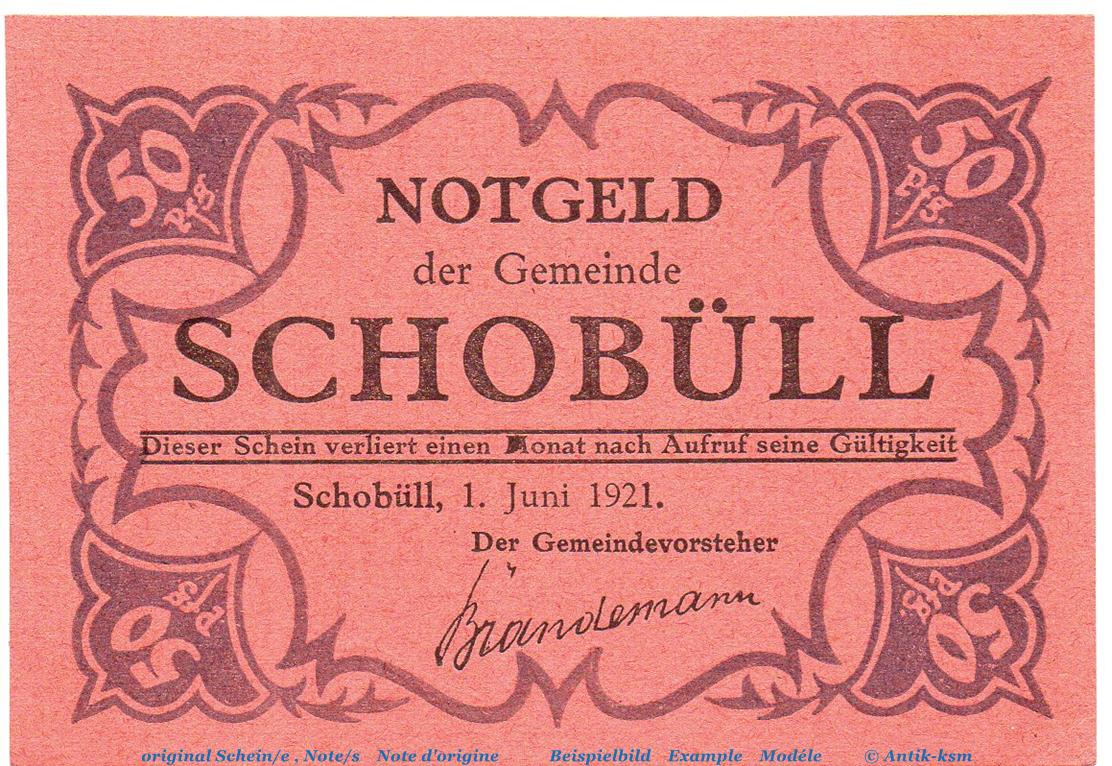 50 Pfg
50 Pfg.
NOTGELD
der Gemeinde
SCHOBÜLL
Dieser Schein verliert einen Monat nach Aufruf seine Gültigkeit
Schobüll, 1. Juni 1921.
Der Gemeindevorsteher
Brandemann
50 Pfg
50 Pfg
original Schein/e , Note/s Note d'origine Beispielbild Example Modéle © Antik-ksm